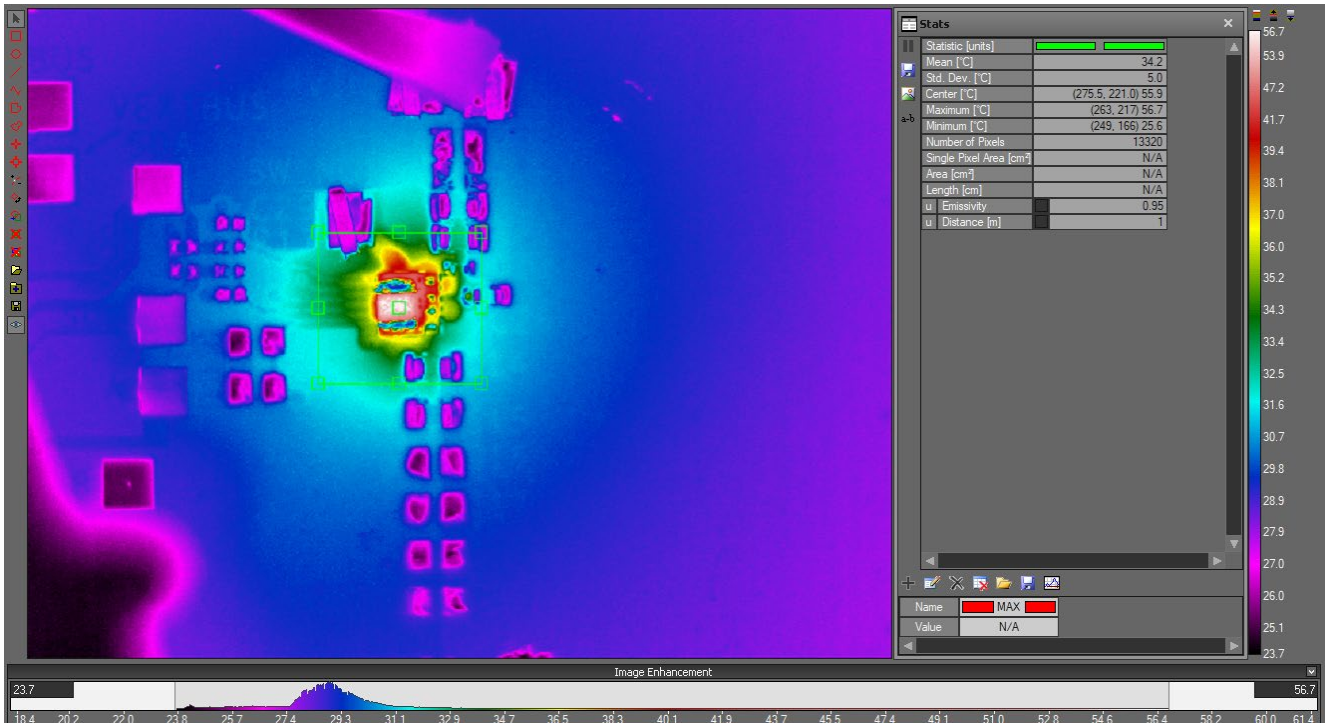 Stats
Statistic [units]
Mean [°C] 34.2
Std. Dev. [°C] 5.0
Center [°C] (275.5, 221.0) 55.9
Maximum [°C] (263, 217) 56.7
Minimum [°C] (249, 166) 25.6
Number of Pixels 13320
Single Pixel Area [cm²] N/A
Area [cm²] N/A
Length [cm] N/A
u Emissivity 0.95
u Distance [m] 1
a-b
56.7
53.9
47.2
41.7
39.4
38.1
37.0
36.0
35.2
34.3
33.4
32.5
31.6
30.7
29.8
28.9
27.9
27.0
26.0
25.1
23.7
Name MAX
Value N/A
Image Enhancement
23.7 56.7
18.4 20.2 22.0 23.8 25.7 27.4 29.3 31.1 32.9 34.7 36.5 38.3 40.1 41.9 43.7 45.5 47.4 49.1 51.0 52.8 54.6 56.4 58.2 60.0 61.4